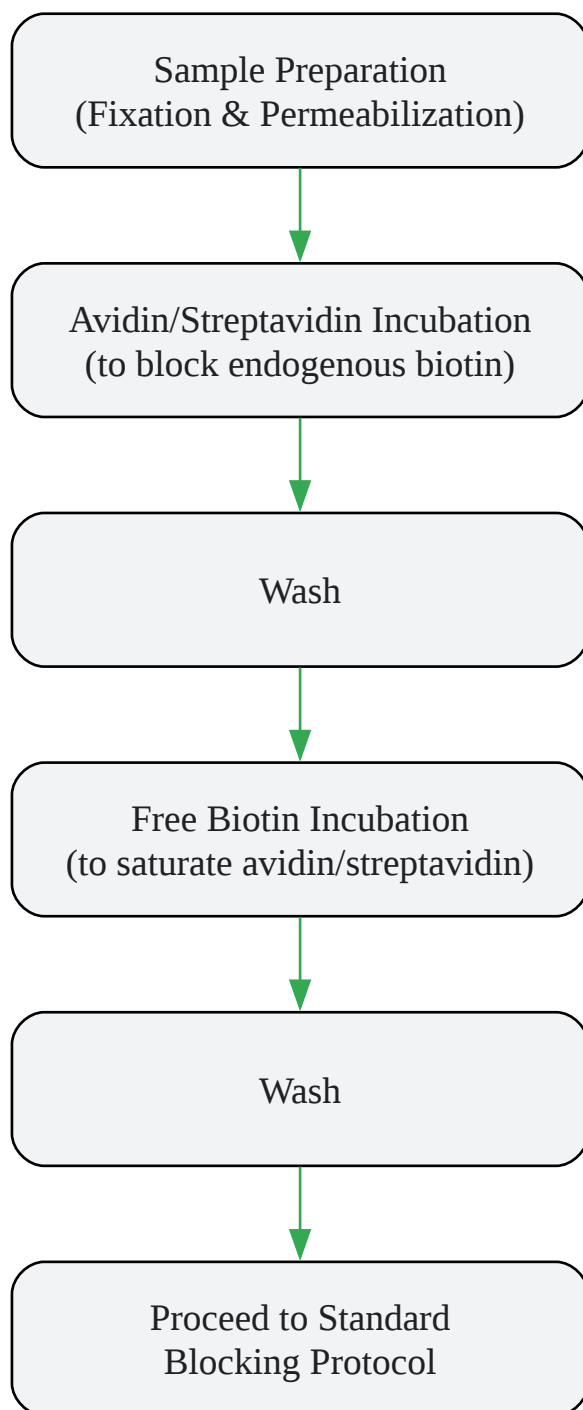 Sample Preparation
(Fixation & Permeabilization)
Avidin/Streptavidin Incubation
(to block endogenous biotin)
Wash
Free Biotin Incubation
(to saturate avidin/streptavidin)
Wash
Proceed to Standard
Blocking Protocol